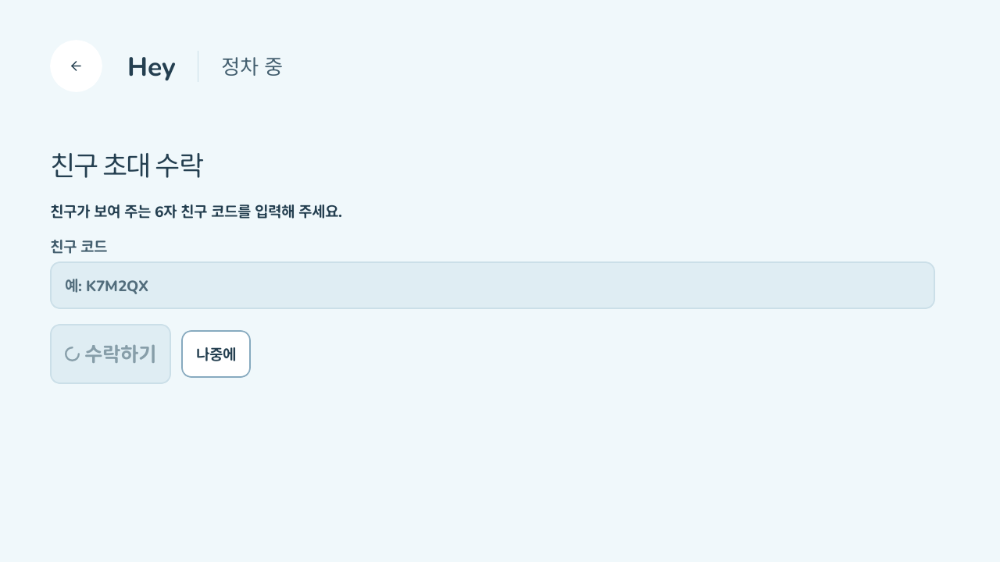 Hey 정차 중
친구 초대 수락
친구가 보여 주는 6자 친구 코드를 입력해 주세요.
친구 코드
예: K7M2QX
수락하기 나중에